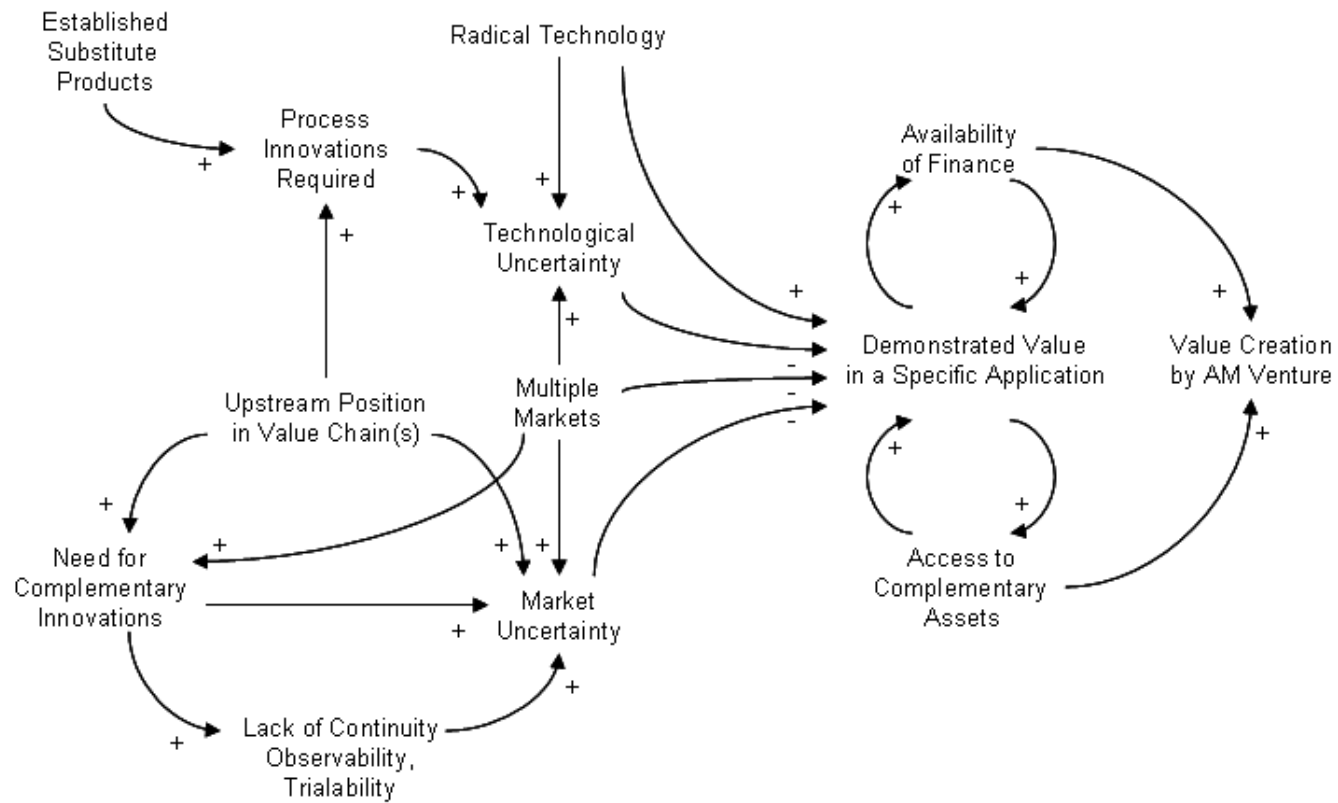 Established
Substitute
Products
Radical Technology
Process
Innovations
Required
+
+
+
+
Availability
of Finance
+
+
+
+
Technological
Uncertainty
+
+
Demonstrated Value
in a Specific Application
Value Creation
by AM Venture
-
-
-
Multiple
Markets
Upstream Position
in Value Chain(s)
+
+
+
+
+
+
+
Need for
Complementary
Innovations
+
Market
Uncertainty
Access to
Complementary
Assets
+
+
Lack of Continuity
Observability,
Trialability